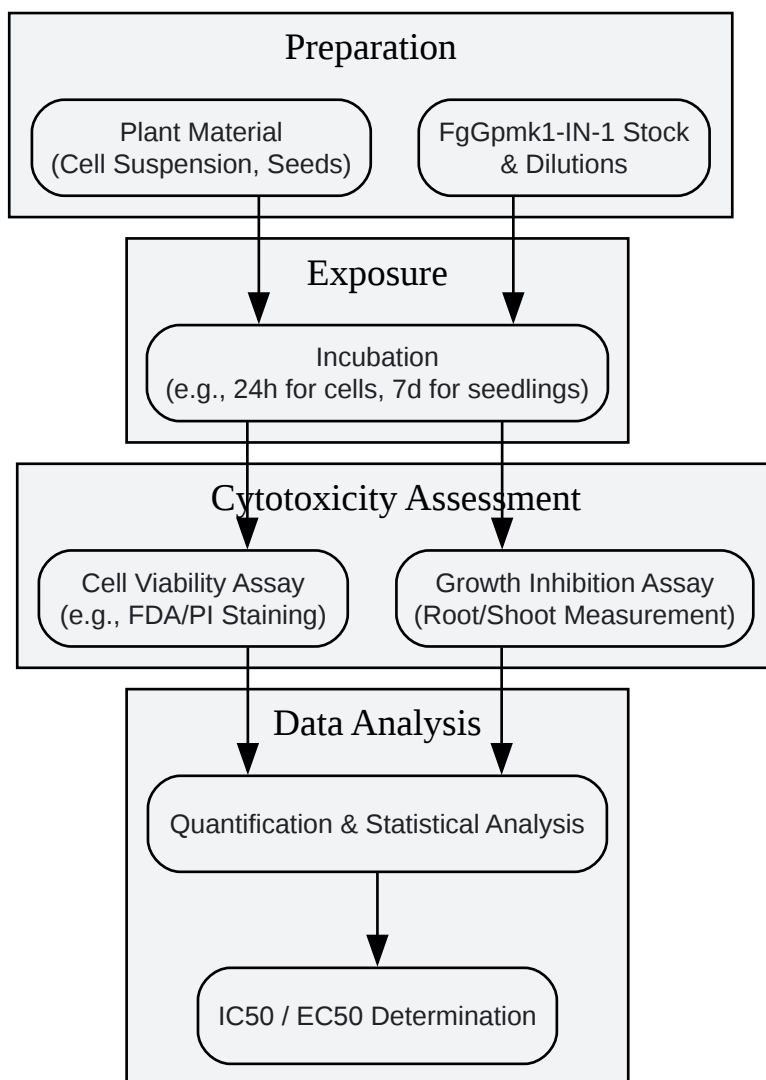 Preparation
Plant Material
(Cell Suspension, Seeds)
FgGpmk1-IN-1 Stock
& Dilutions
Exposure
Incubation
(e.g., 24h for cells, 7d for seedlings)
Cytotoxicity Assessment
Cell Viability Assay
(e.g., FDA/PI Staining)
Growth Inhibition Assay
(Root/Shoot Measurement)
Data Analysis
Quantification & Statistical Analysis
IC50 / EC50 Determination